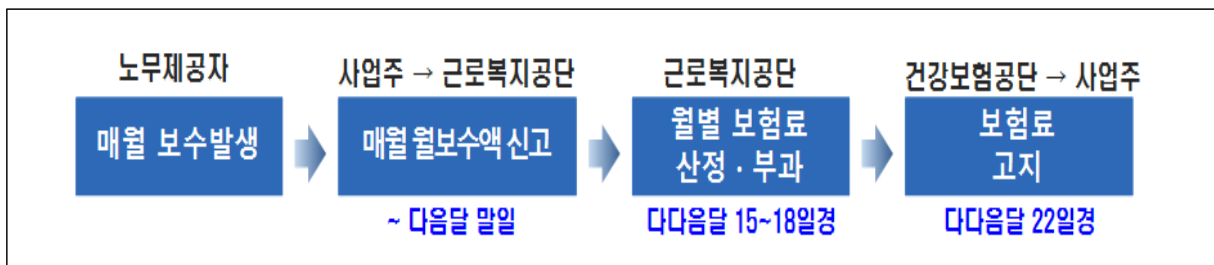 노무제공자
매월 보수발생
사업주 → 근로복지공단
매월 월보수액 신고
~ 다음달 말일
근로복지공단
월별 보험료
산정 · 부과
다다음달 15~18일경
건강보험공단 → 사업주
보험료
고지
다다음달 22일경